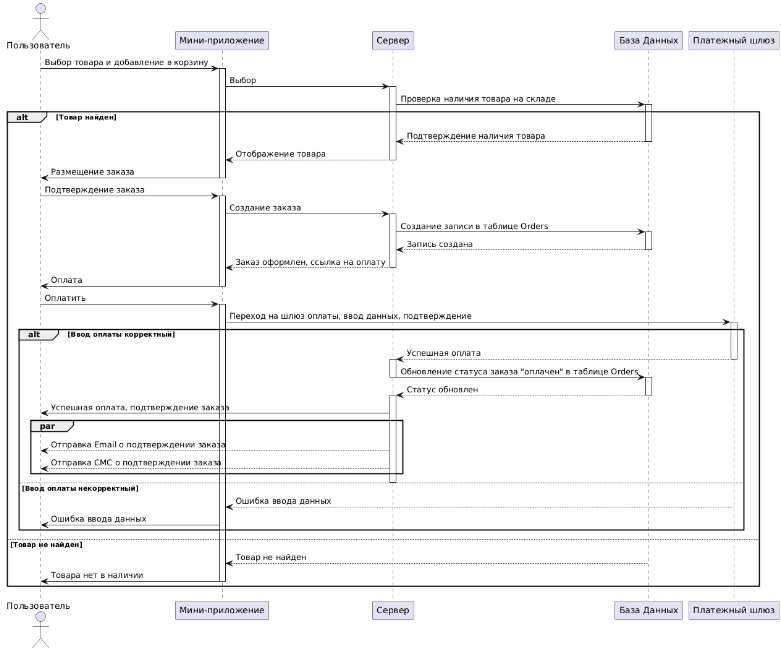 Пользователь
Мини-приложение
Сервер
База Данных
Платежный шлюз
Выбор товара и добавление в корзину
Выбор
Проверка наличия товара на складе
alt
[Товар найден]
Подтверждение наличия товара
Отображение товара
Размещение заказа
Подтверждение заказа
Создание заказа
Создание записи в таблице Orders
Запись создана
Заказ оформлен, ссылка на оплату
Оплата
Оплатить
Переход на шлюз оплаты, ввод данных, подтверждение
alt
[Ввод оплаты корректный]
Успешная оплата
Обновление статуса заказа "оплачен" в таблице Orders
Статус обновлен
Успешная оплата, подтверждение заказа
par
Отправка Email о подтверждении заказа
Отправка СМС о подтверждении заказа
[Ввод оплаты некорректный]
Ошибка ввода данных
Ошибка ввода данных
[Товар не найден]
Товар не найден
Товара нет в наличии
Пользователь
Мини-приложение
Сервер
База Данных
Платежный шлюз